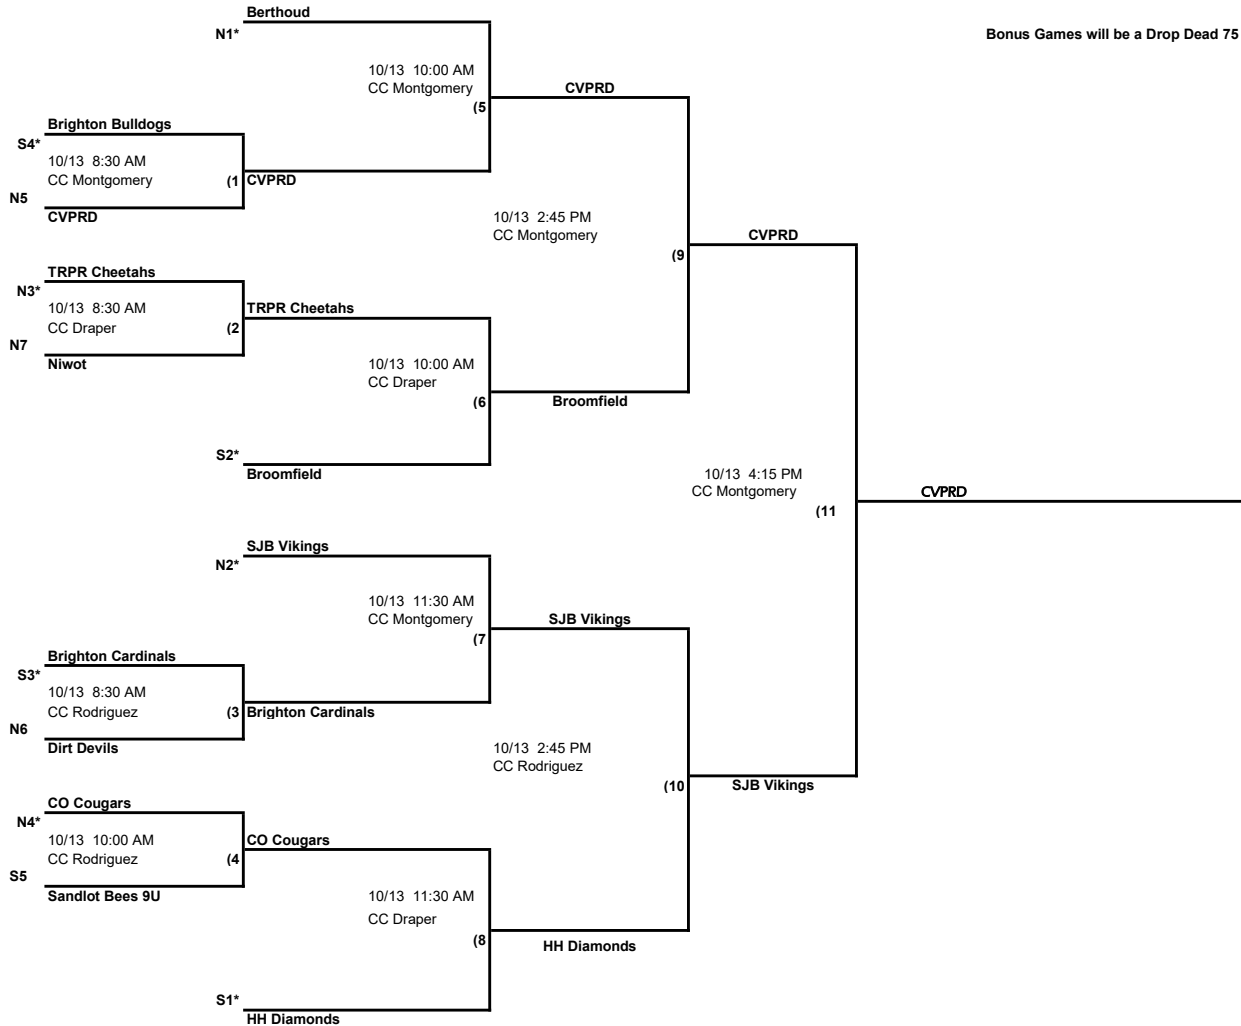 Berthoud
N1*
Bonus Games will be a Drop Dead 75
10/13  10:00 AM
CC Montgomery
(5
CVPRD
Brighton Bulldogs
S4*
10/13  8:30 AM
CC Montgomery
(1
CVPRD
N5
CVPRD
10/13  2:45 PM
CC Montgomery
(9
CVPRD
TRPR Cheetahs
N3*
10/13  8:30 AM
CC Draper
(2
TRPR Cheetahs
N7
Niwot
10/13  10:00 AM
CC Draper
(6
Broomfield
S2*
Broomfield
10/13  4:15 PM
CC Montgomery
(11
CVPRD
SJB Vikings
N2*
10/13  11:30 AM
CC Montgomery
(7
SJB Vikings
Brighton Cardinals
S3*
10/13  8:30 AM
CC Rodriguez
(3
Brighton Cardinals
N6
Dirt Devils
10/13  2:45 PM
CC Rodriguez
(10
SJB Vikings
CO Cougars
N4*
10/13  10:00 AM
CC Rodriguez
(4
CO Cougars
S5
Sandlot Bees 9U
10/13  11:30 AM
CC Draper
(8
HH Diamonds
S1*
HH Diamonds